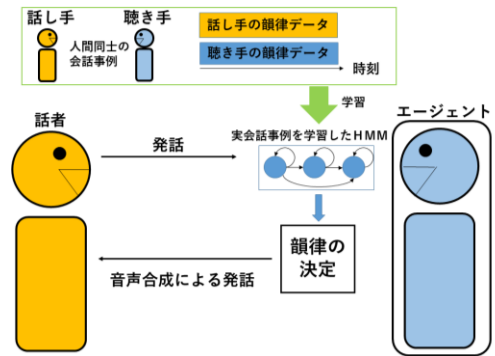 話し手
聴き手
人間同士の
会話事例
話し手の韻律データ
聴き手の韻律データ
時刻
学習
話者
エージェント
発話
実会話事例を学習したHMM
韻律の
決定
音声合成による発話